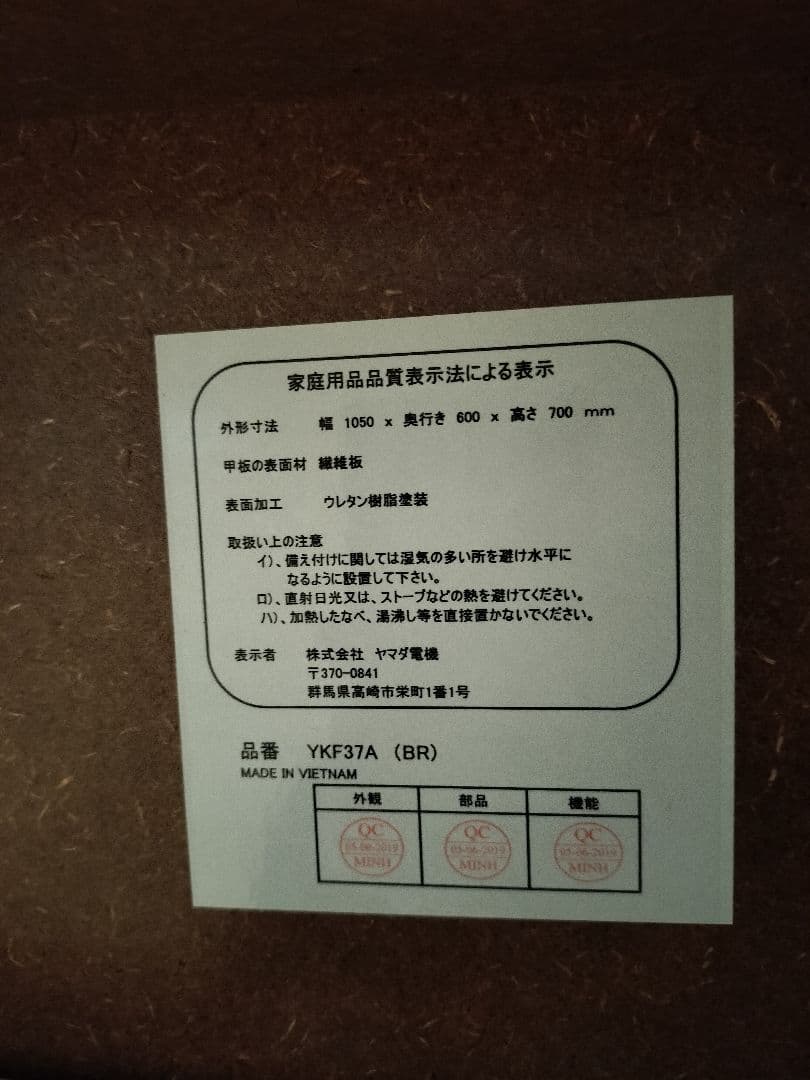 家庭用品品質表示法による表示
外形寸法 幅 1050 x 奥行き 600 x 高さ 700 mm
甲板の表面材 繊維板
表面加工 ウレタン樹脂塗装
取扱い上の注意
イ)、備え付けに関しては湿気の多い所を避け水平に
なるように設置して下さい。
ロ)、直射日光又は、ストーブなどの熱を避けてください。
ハ)、加熱したなべ、湯沸し等を直接置かないでください。
表示者 株式会社 ヤマダ電機
〒370-0841
群馬県高崎市栄町1番1号
品番 YKF37A (BR)
MADE IN VIETNAM
外観 部品 機能
QC QC QC
05-06-2019 05-06-2019 05-06-2019
MINH MINH MINH